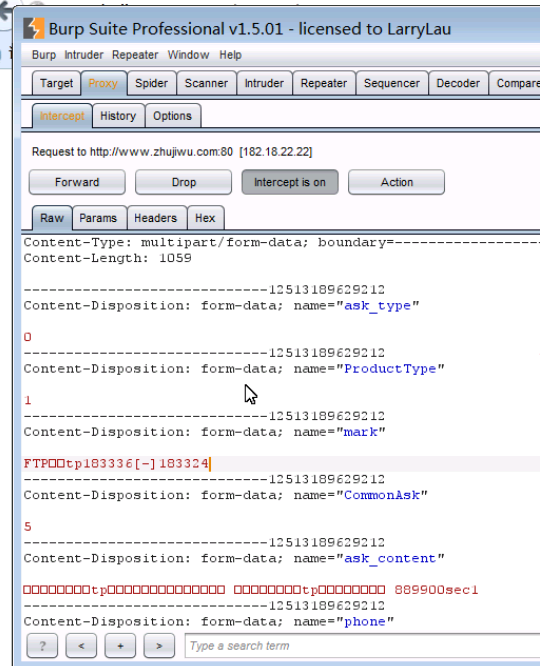 Burp Suite Professional v1.5.01 - licensed to LarryLau
Burp Intruder Repeater Window Help
Target Proxy Spider Scanner Intruder Repeater Sequencer Decoder Compare
Intercept History Options
Request to http://www.zhujiwu.com:80 [182.18.22.22]
Forward Drop Intercept is on Action
Raw Params Headers Hex
Content-Type: multipart/form-data; boundary=------------------
Content-Length: 1059
-----------------------------12513189629212
Content-Disposition: form-data; name="ask_type"
0
-----------------------------12513189629212
Content-Disposition: form-data; name="ProductType"
1
-----------------------------12513189629212
Content-Disposition: form-data; name="mark"
FTP□□tp183336[-]183324
-----------------------------12513189629212
Content-Disposition: form-data; name="CommonAsk"
5
-----------------------------12513189629212
Content-Disposition: form-data; name="ask_content"
□□□□□□□□tp□□□□□□□□□□□□□□ □□□□□□□□tp□□□□□□□□ 889900sec1
-----------------------------12513189629212
Content-Disposition: form-data; name="phone"
? < + > Type a search term